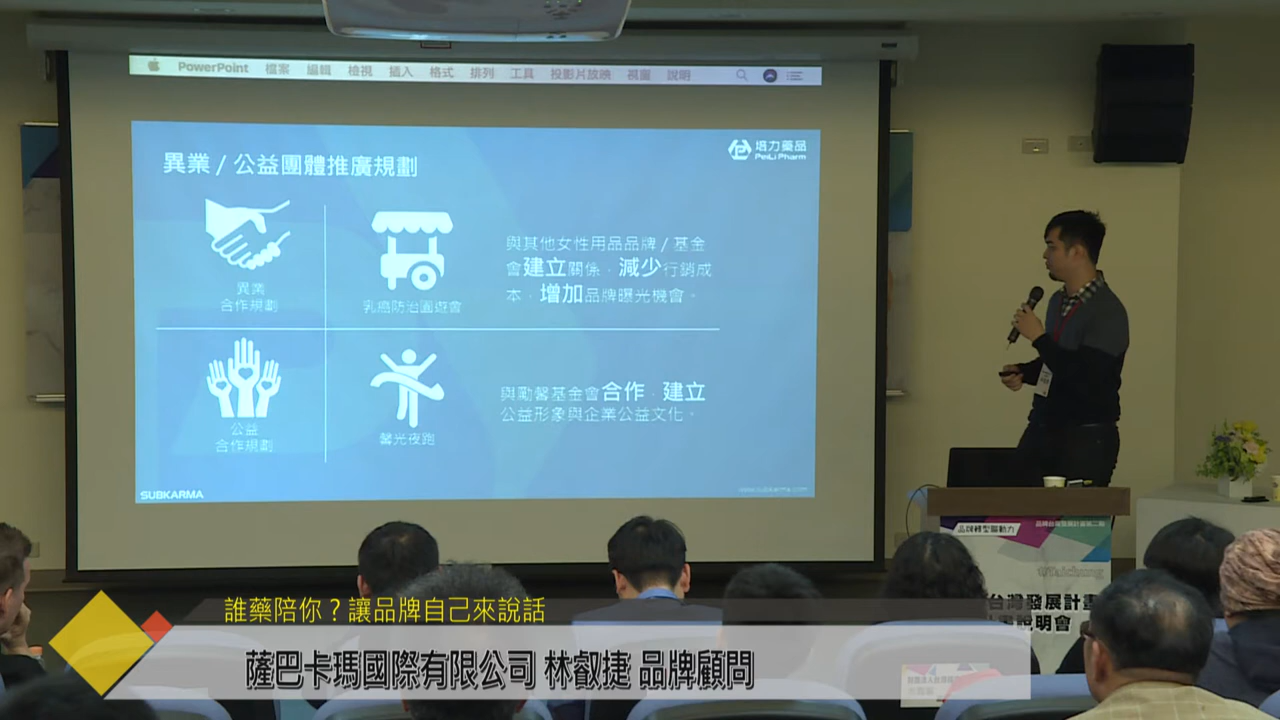 PowerPoint 檔案 編輯 檢視 插入 格式 排列 工具 投影片放映 視窗 說明
異業 / 公益團體推廣規劃
培力藥品
PeiLi Pharm
異業
合作規劃
乳癌防治園遊會
與其他女性用品品牌 / 基金
會建立關係，減少行銷成
本，增加品牌曝光機會。
公益
合作規劃
馨光夜跑
與勵馨基金會合作，建立
公益形象與企業公益文化。
SUBKARMA
www.subkarma.com
品牌轉型驅動力
台灣發展計畫
說明會
誰藥陪你？讓品牌自己來說話
薩巴卡瑪國際有限公司 林叡捷 品牌顧問